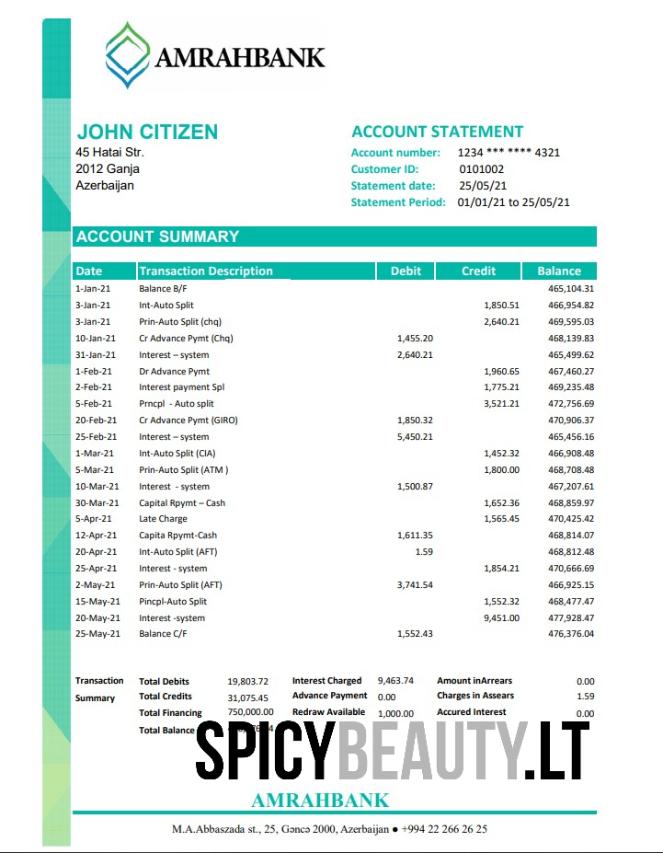 AMRAHBANK
JOHN CITIZEN
45 Hatai Str.
2012 Ganja
Azerbaijan
ACCOUNT STATEMENT
Account number: 1234 *** **** 4321
Customer ID: 0101002
Statement date: 25/05/21
Statement Period: 01/01/21 to 25/05/21
ACCOUNT SUMMARY
Date Transaction Description Debit Credit Balance
1-Jan-21 Balance B/F 465,104.31
3-Jan-21 Int-Auto Split 1,850.51 466,954.82
3-Jan-21 Prin-Auto Split (chq) 2,640.21 469,595.03
10-Jan-21 Cr Advance Pymt (Chq) 1,455.20 468,139.83
31-Jan-21 Interest – system 2,640.21 465,499.62
1-Feb-21 Dr Advance Pymt 1,960.65 467,460.27
2-Feb-21 Interest payment Spl 1,775.21 469,235.48
5-Feb-21 Prncpl - Auto split 3,521.21 472,756.69
20-Feb-21 Cr Advance Pymt (GIRO) 1,850.32 470,906.37
25-Feb-21 Interest – system 5,450.21 465,456.16
1-Mar-21 Int-Auto Split (CIA) 1,452.32 466,908.48
5-Mar-21 Prin-Auto Split (ATM ) 1,800.00 468,708.48
10-Mar-21 Interest - system 1,500.87 467,207.61
30-Mar-21 Capital Rpymt – Cash 1,652.36 468,859.97
5-Apr-21 Late Charge 1,565.45 470,425.42
12-Apr-21 Capita Rpymt-Cash 1,611.35 468,814.07
20-Apr-21 Int-Auto Split (AFT) 1.59 468,812.48
25-Apr-21 Interest - system 1,854.21 470,666.69
2-May-21 Prin-Auto Split (AFT) 3,741.54 466,925.15
15-May-21 Pincpl-Auto Split 1,552.32 468,477.47
20-May-21 Interest -system 9,451.00 477,928.47
25-May-21 Balance C/F 1,552.43 476,376.04
Transaction Total Debits 19,803.72 Interest Charged 9,463.74 Amount inArrears 0.00
Summary Total Credits 31,075.45 Advance Payment 0.00 Charges in Assears 1.59
Total Financing 750,000.00 Redraw Available 1,000.00 Accured Interest 0.00
Total Balance
SPICYBEAUTY.LT
AMRAHBANK
M.A.Abbaszada st., 25, Gəncə 2000, Azerbaijan ● +994 22 266 26 25